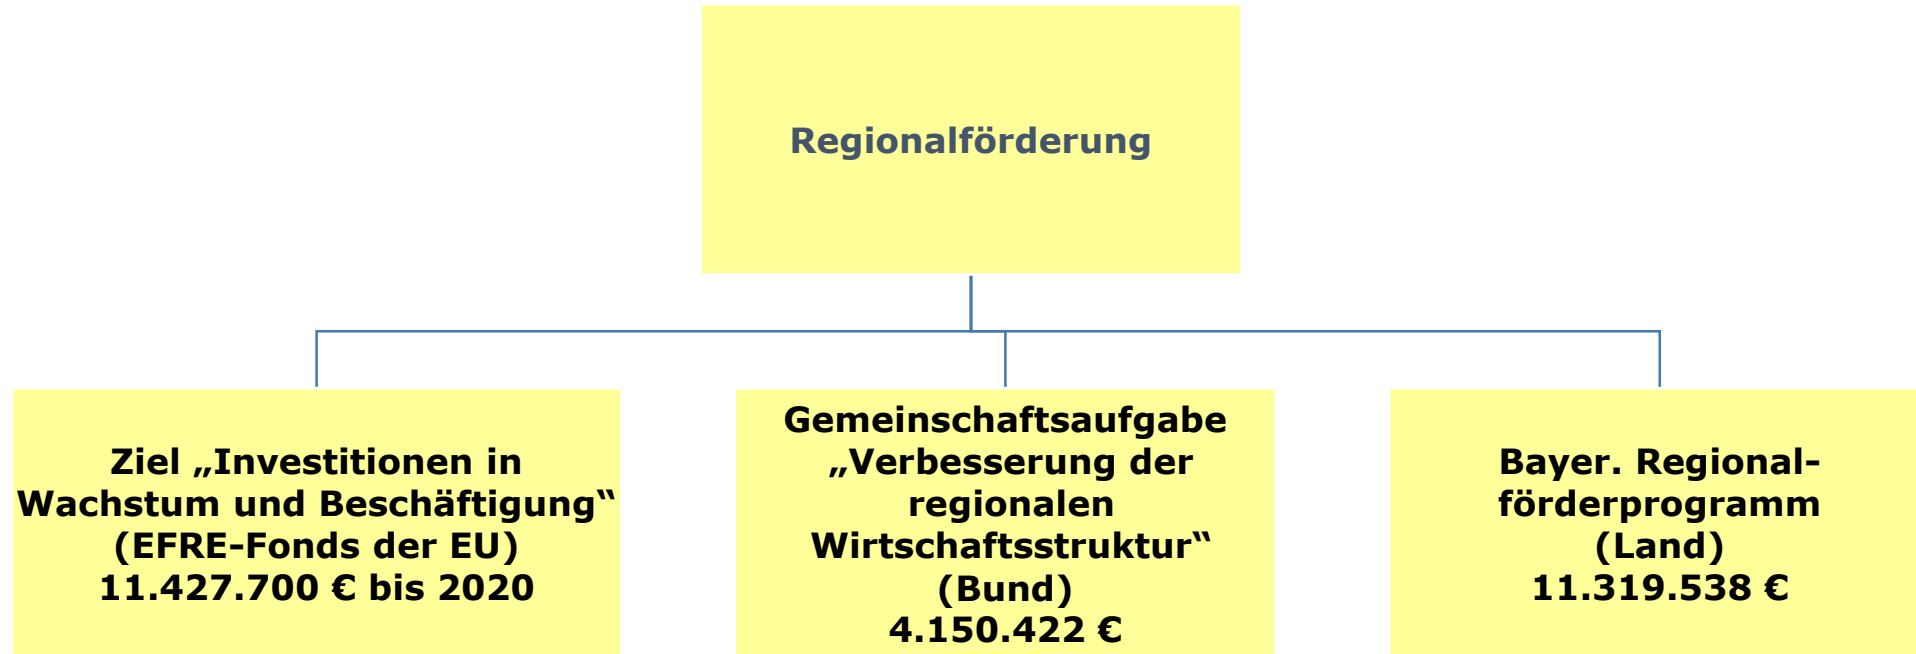 Regionalförderung
Ziel „Investitionen in
Wachstum und Beschäftigung“
(EFRE-Fonds der EU)
11.427.700 € bis 2020
Gemeinschaftsaufgabe
„Verbesserung der
regionalen
Wirtschaftsstruktur“
(Bund)
4.150.422 €
Bayer. Regional-
förderprogramm
(Land)
11.319.538 €